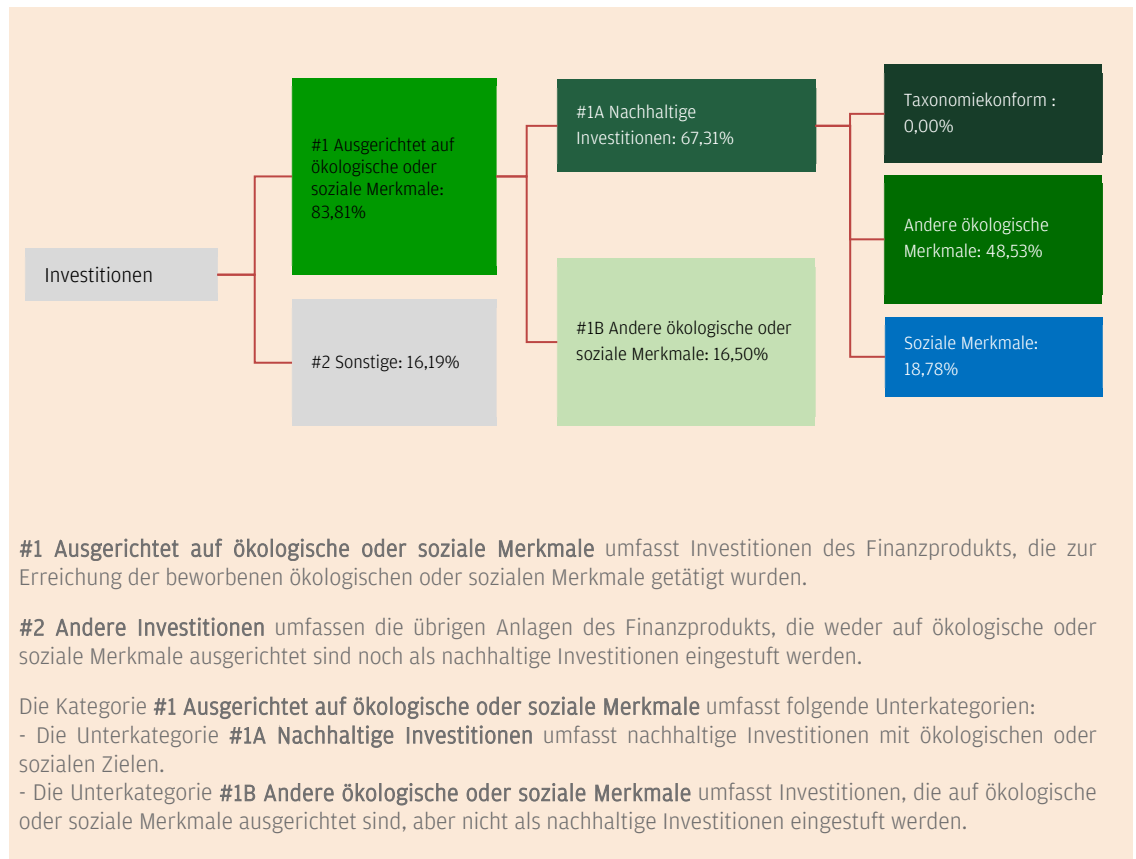 Investitionen
#1 Ausgerichtet auf
ökologische oder
soziale Merkmale:
83,81%
#2 Sonstige: 16,19%
#1A Nachhaltige
Investitionen: 67,31%
#1B Andere ökologische oder
soziale Merkmale: 16,50%
Taxonomiekonform :
0,00%
Andere ökologische
Merkmale: 48,53%
Soziale Merkmale:
18,78%
#1 Ausgerichtet auf ökologische oder soziale Merkmale umfasst Investitionen des Finanzprodukts, die zur
Erreichung der beworbenen ökologischen oder sozialen Merkmale getätigt wurden.
#2 Andere Investitionen umfassen die übrigen Anlagen des Finanzprodukts, die weder auf ökologische oder
soziale Merkmale ausgerichtet sind noch als nachhaltige Investitionen eingestuft werden.
Die Kategorie #1 Ausgerichtet auf ökologische oder soziale Merkmale umfasst folgende Unterkategorien:
- Die Unterkategorie #1A Nachhaltige Investitionen umfasst nachhaltige Investitionen mit ökologischen oder
sozialen Zielen.
- Die Unterkategorie #1B Andere ökologische oder soziale Merkmale umfasst Investitionen, die auf ökologische
oder soziale Merkmale ausgerichtet sind, aber nicht als nachhaltige Investitionen eingestuft werden.